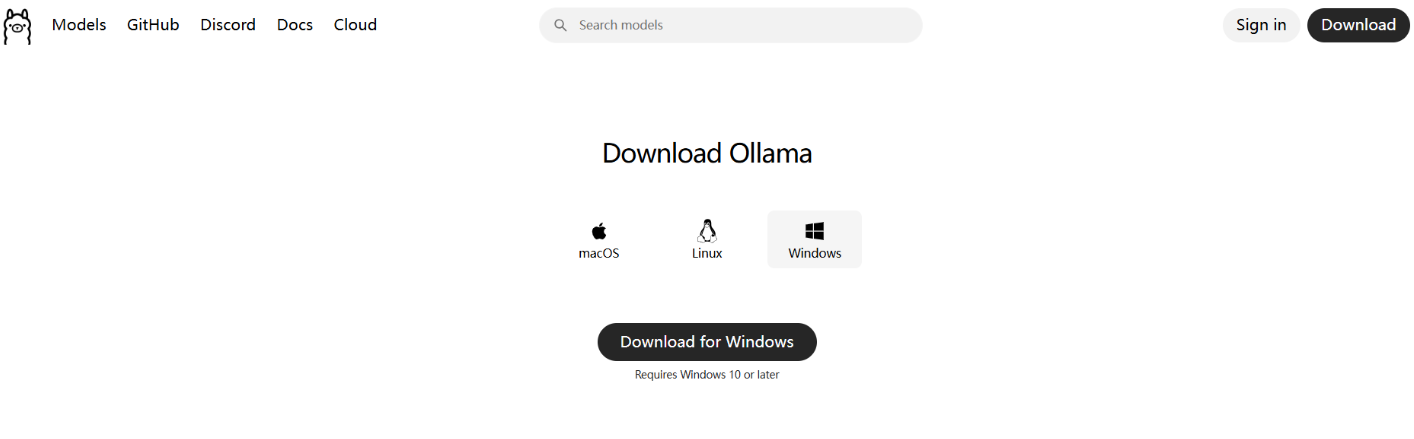 Models GitHub Discord Docs Cloud Search models Sign in Download
Download Ollama
macOS Linux Windows
Download for Windows
Requires Windows 10 or later